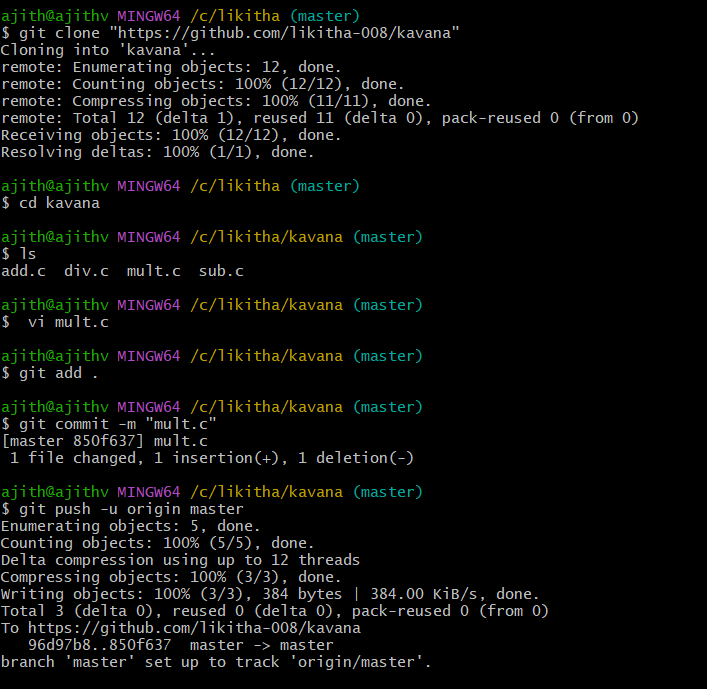 ajith@ajithv MINGW64 /c/likitha (master)
$ git clone "https://github.com/likitha-008/kavana"
Cloning into 'kavana'...
remote: Enumerating objects: 12, done.
remote: Counting objects: 100% (12/12), done.
remote: Compressing objects: 100% (11/11), done.
remote: Total 12 (delta 1), reused 11 (delta 0), pack-reused 0 (from 0)
Receiving objects: 100% (12/12), done.
Resolving deltas: 100% (1/1), done.

ajith@ajithv MINGW64 /c/likitha (master)
$ cd kavana

ajith@ajithv MINGW64 /c/likitha/kavana (master)
$ ls
add.c  div.c  mult.c  sub.c

ajith@ajithv MINGW64 /c/likitha/kavana (master)
$  vi mult.c

ajith@ajithv MINGW64 /c/likitha/kavana (master)
$ git add .

ajith@ajithv MINGW64 /c/likitha/kavana (master)
$ git commit -m "mult.c"
[master 850f637] mult.c
 1 file changed, 1 insertion(+), 1 deletion(-)

ajith@ajithv MINGW64 /c/likitha/kavana (master)
$ git push -u origin master
Enumerating objects: 5, done.
Counting objects: 100% (5/5), done.
Delta compression using up to 12 threads
Compressing objects: 100% (3/3), done.
Writing objects: 100% (3/3), 384 bytes | 384.00 KiB/s, done.
Total 3 (delta 0), reused 0 (delta 0), pack-reused 0 (from 0)
To https://github.com/likitha-008/kavana
   96d97b8..850f637  master -> master
branch 'master' set up to track 'origin/master'.